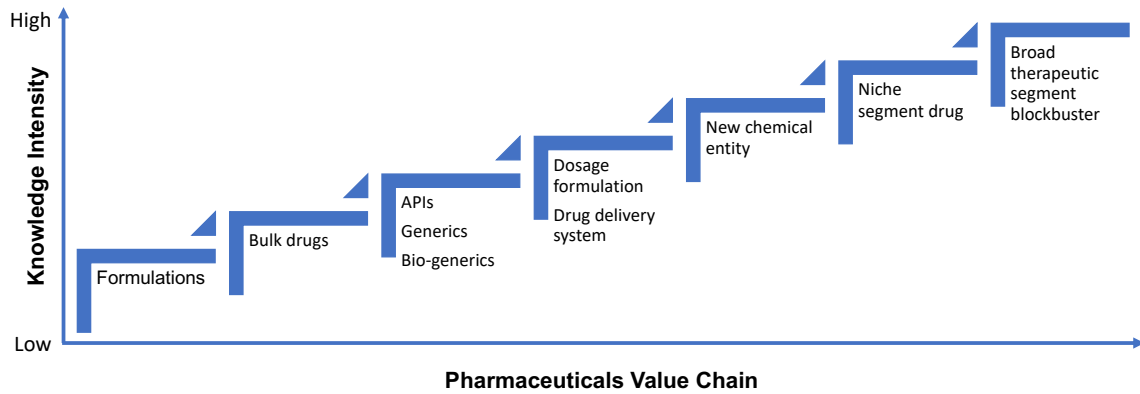 High
Knowledge Intensity
Low
Formulations
Bulk drugs
APIs
Generics
Bio-generics
Dosage
formulation
Drug delivery
system
New chemical
entity
Niche
segment drug
Broad
therapeutic
segment
blockbuster
Pharmaceuticals Value Chain